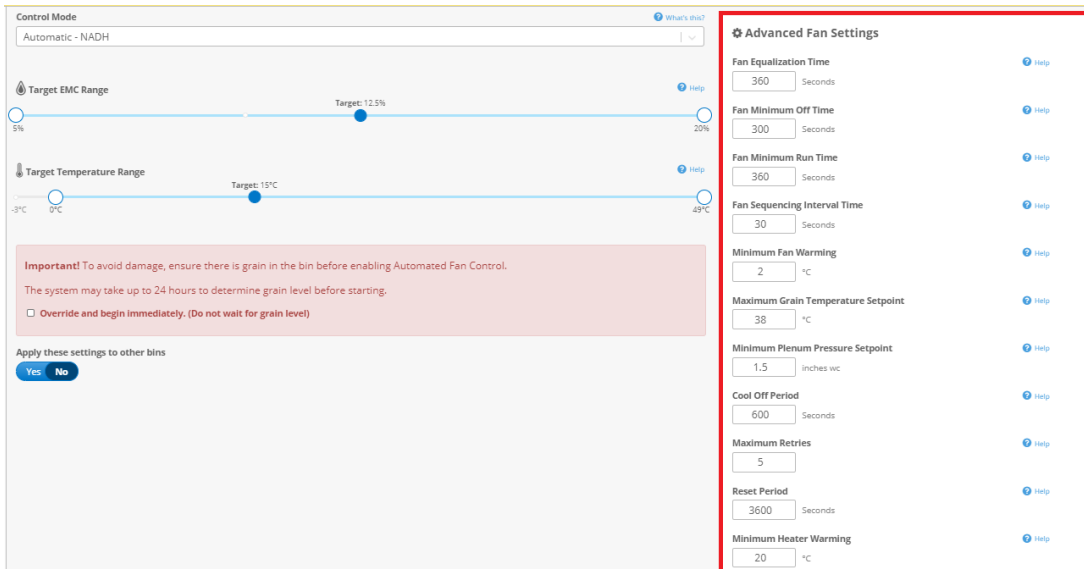 Control Mode
What's this?
Automatic - NADH
Target EMC Range
Help
Target: 12.5%
5%
20%
Target Temperature Range
Help
Target: 15°C
-3°C
0°C
49°C
Important! To avoid damage, ensure there is grain in the bin before enabling Automated Fan Control.
The system may take up to 24 hours to determine grain level before starting.
Override and begin immediately. (Do not wait for grain level)
Apply these settings to other bins
Yes No
Advanced Fan Settings
Fan Equalization Time
Help
360 Seconds
Fan Minimum Off Time
Help
300 Seconds
Fan Minimum Run Time
Help
360 Seconds
Fan Sequencing Interval Time
Help
30 Seconds
Minimum Fan Warming
Help
2 °C
Maximum Grain Temperature Setpoint
Help
38 °C
Minimum Plenum Pressure Setpoint
Help
1.5 inches wc
Cool Off Period
Help
600 Seconds
Maximum Retries
Help
5
Reset Period
Help
3600 Seconds
Minimum Heater Warming
Help
20 °C